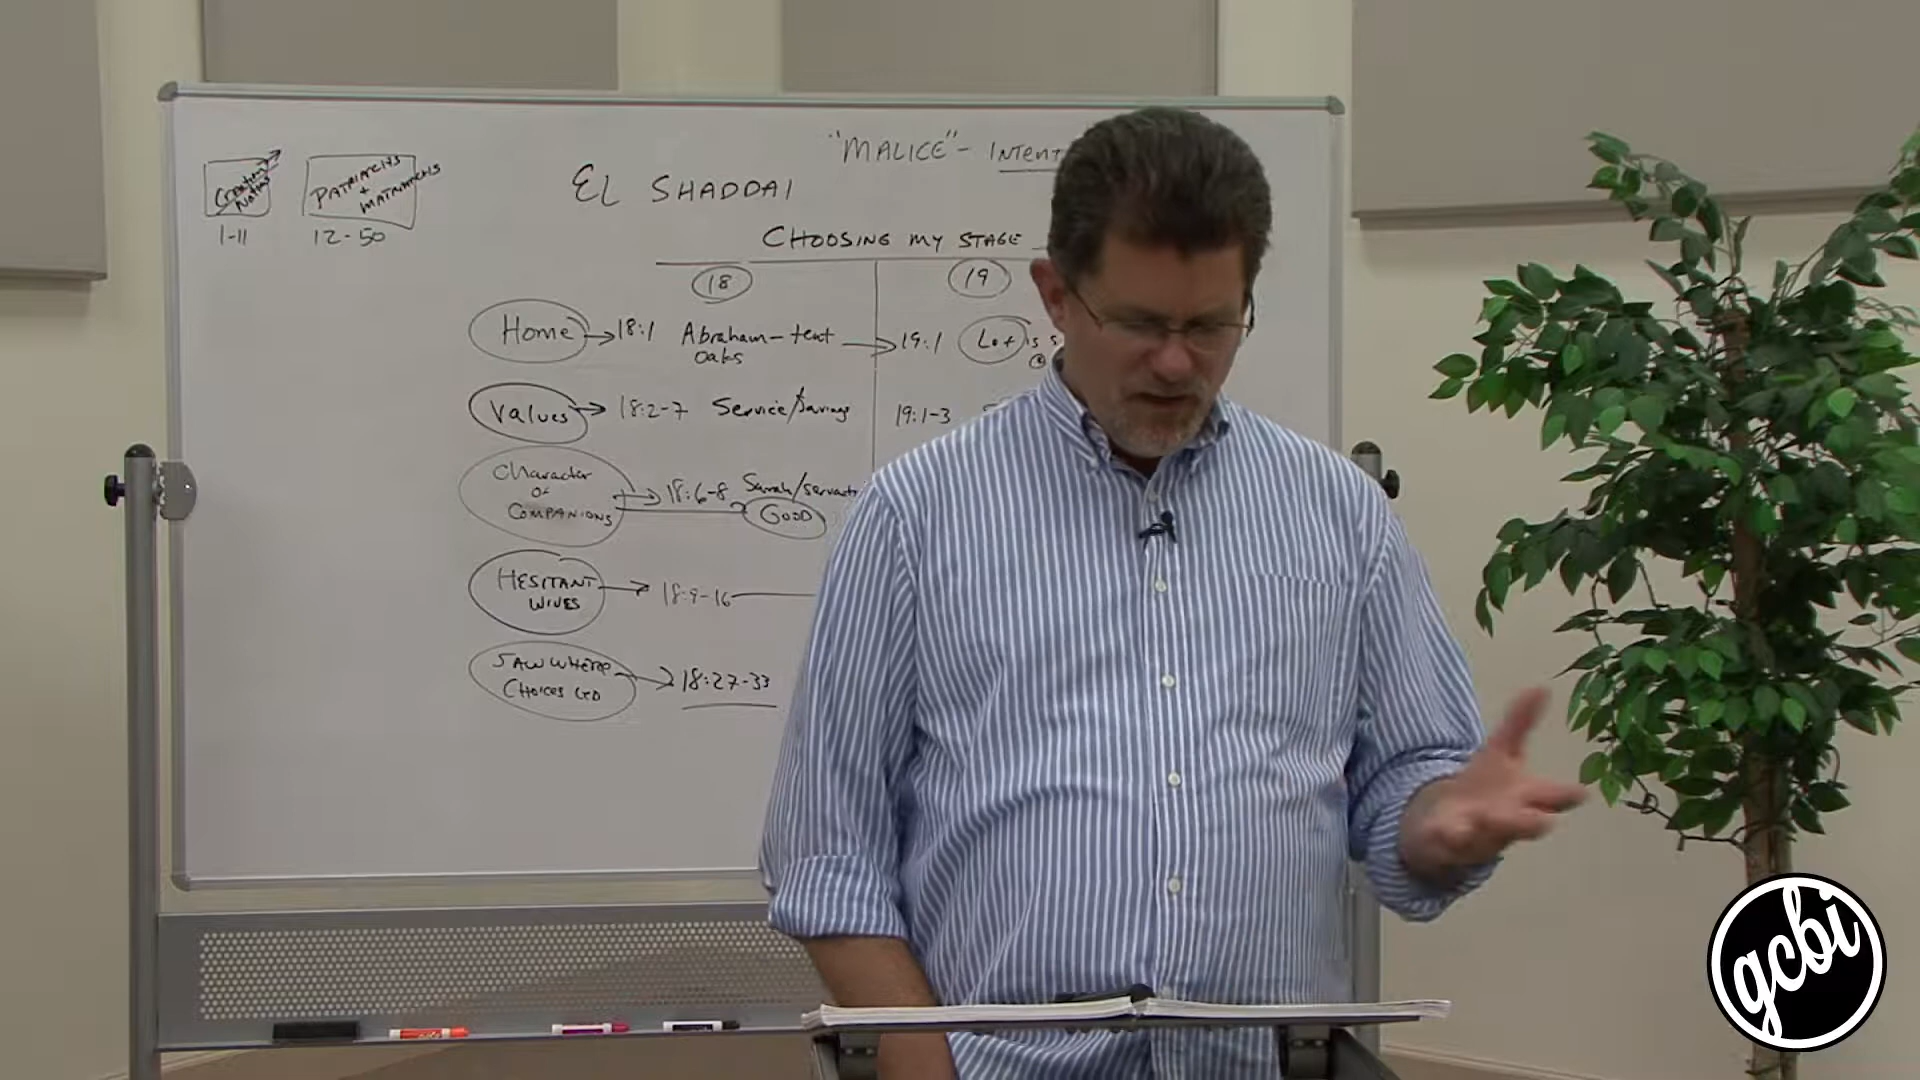 "MALICE" - INTENT
EL SHADDAI
PATRIARCHS
+
MATRIARCHS
1-11
12-50
CHOOSING MY STAGE
18
19
Home
18:1
Abraham - tent
oaks
19:1
Lot is
Values
18:2-7
Service/Savings
19:1-3
Character
of
COMPANIONS
18:6-8
Sarah/servants
GOOD
HESITANT
WIVES
18:9-16
SAW WHERE
CHOICES LED
18:27-33
gcbi